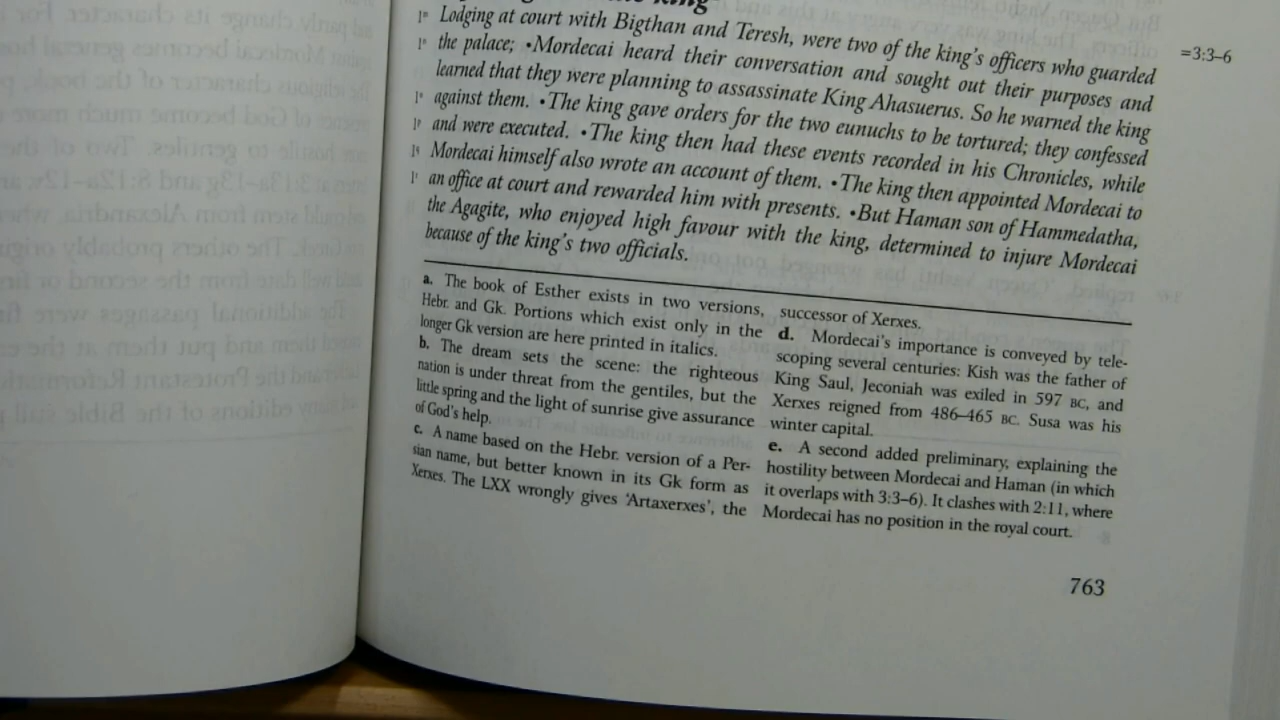 the king
1m Lodging at court with Bigthan and Teresh, were two of the king's officers who guarded
=3:3–6
1n the palace; •Mordecai heard their conversation and sought out their purposes and
learned that they were planning to assassinate King Ahasuerus. So he warned the king
1o against them. •The king gave orders for the two eunuchs to be tortured; they confessed
1p and were executed. •The king then had these events recorded in his Chronicles, while
1q Mordecai himself also wrote an account of them. •The king then appointed Mordecai to
1r an office at court and rewarded him with presents. •But Haman son of Hammedatha,
the Agagite, who enjoyed high favour with the king, determined to injure Mordecai
because of the king's two officials.
a. The book of Esther exists in two versions,
Hebr. and Gk. Portions which exist only in the
longer Gk version are here printed in italics.
b. The dream sets the scene: the righteous
nation is under threat from the gentiles, but the
little spring and the light of sunrise give assurance
of God's help.
c. A name based on the Hebr. version of a Per-
sian name, but better known in its Gk form as
Xerxes. The LXX wrongly gives 'Artaxerxes', the
successor of Xerxes.
d. Mordecai's importance is conveyed by tele-
scoping several centuries: Kish was the father of
King Saul, Jeconiah was exiled in 597 BC, and
Xerxes reigned from 486–465 BC. Susa was his
winter capital.
e. A second added preliminary, explaining the
hostility between Mordecai and Haman (in which
it overlaps with 3:3–6). It clashes with 2:11, where
Mordecai has no position in the royal court.
763